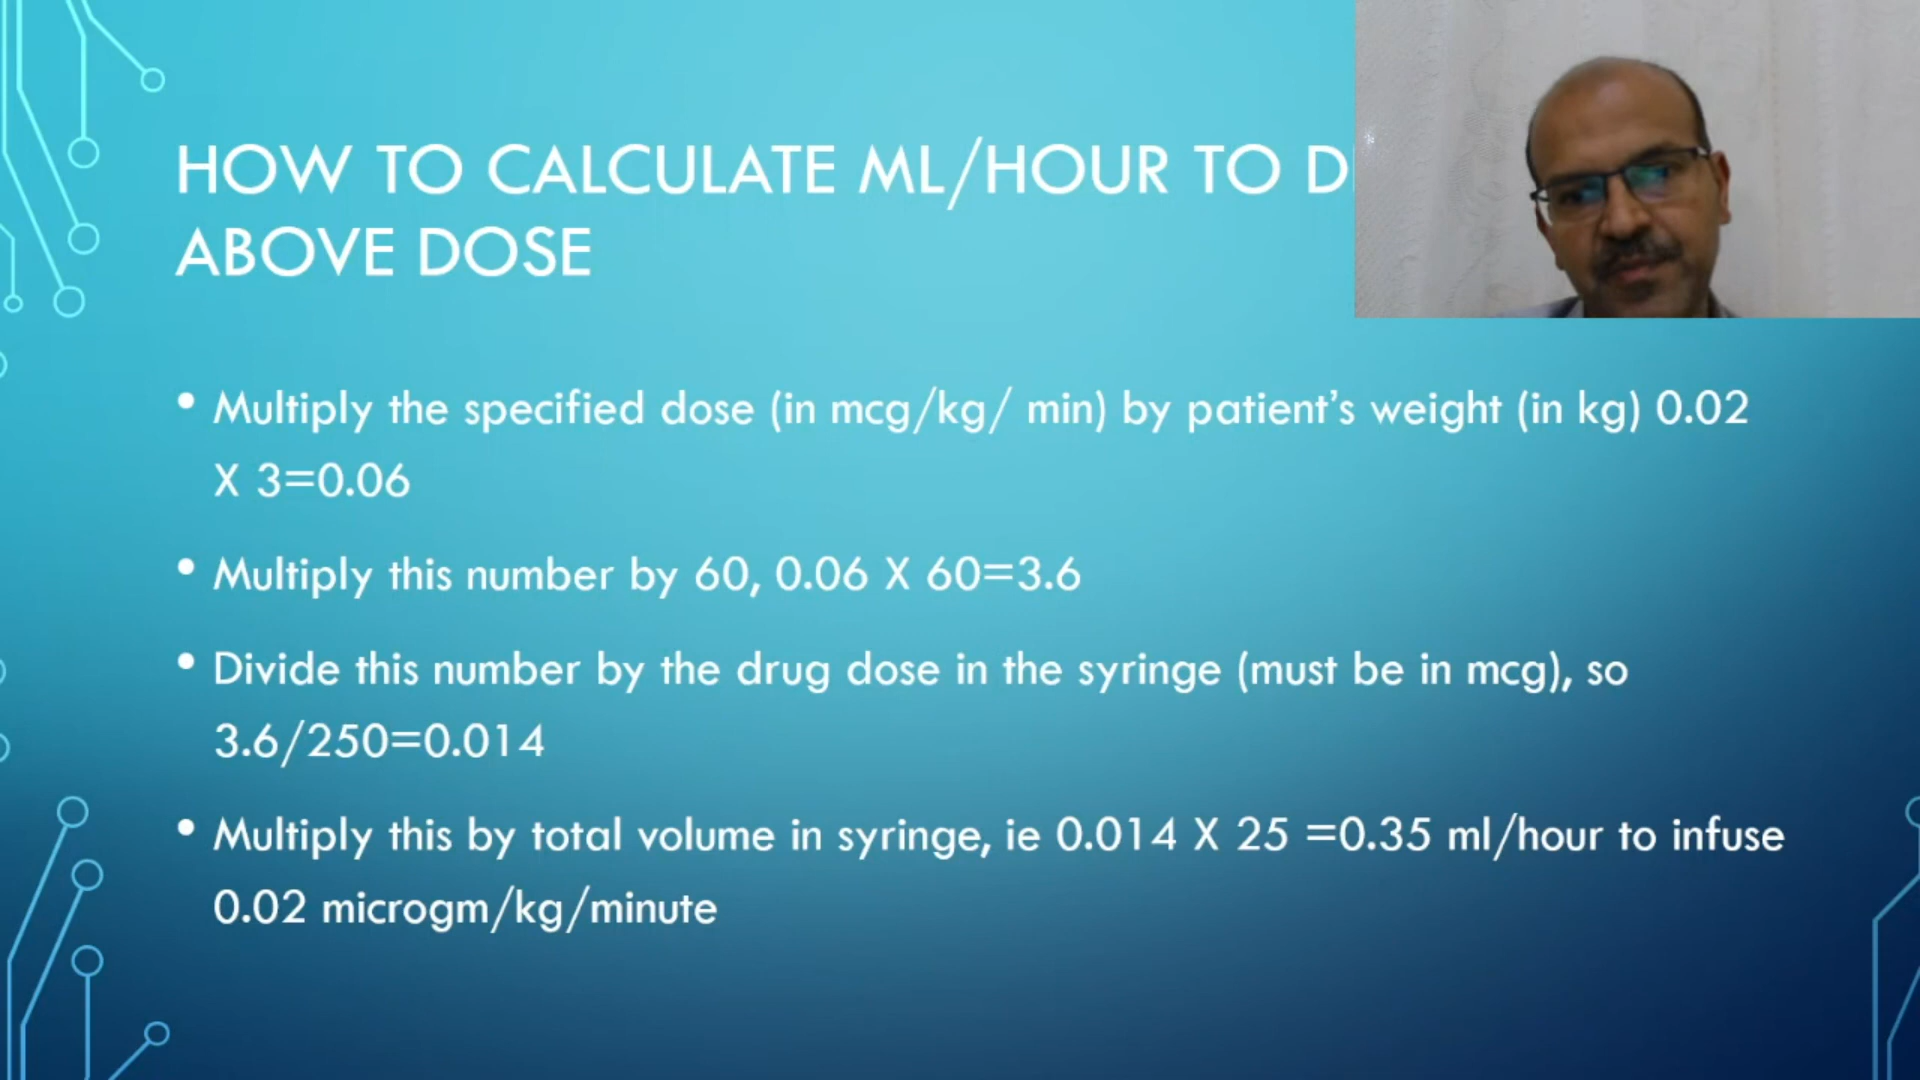 HOW TO CALCULATE ML/HOUR TO D
ABOVE DOSE
• Multiply the specified dose (in mcg/kg/ min) by patient’s weight (in kg) 0.02
X 3=0.06
• Multiply this number by 60, 0.06 X 60=3.6
• Divide this number by the drug dose in the syringe (must be in mcg), so
3.6/250=0.014
• Multiply this by total volume in syringe, ie 0.014 X 25 =0.35 ml/hour to infuse
0.02 microgm/kg/minute